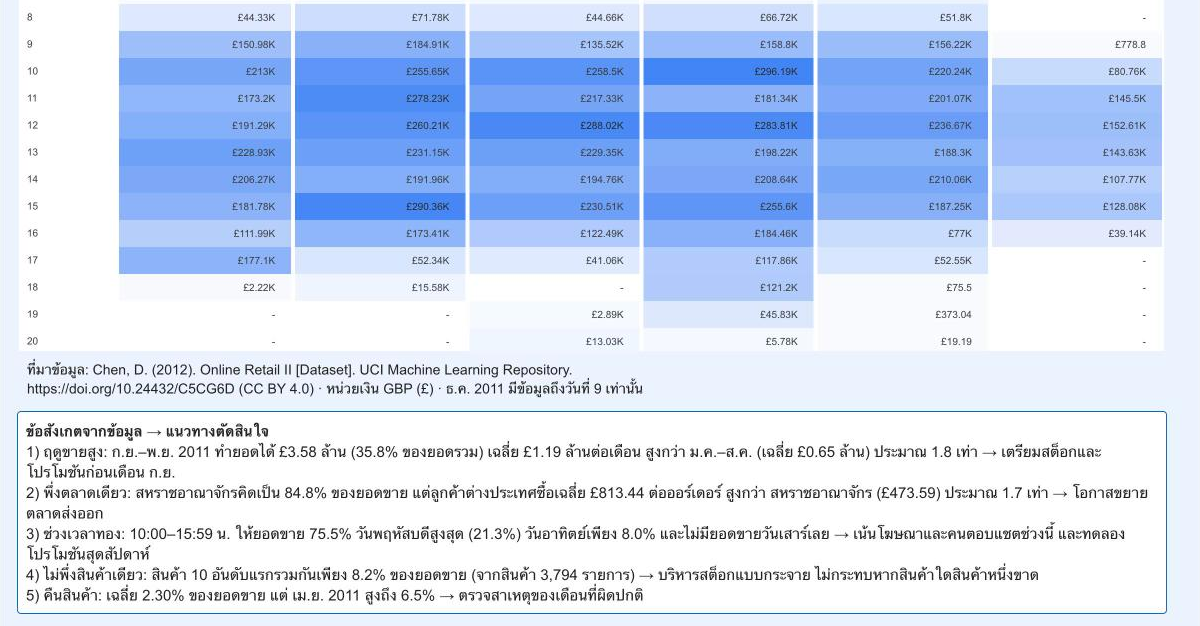 8 £44.33K £71.78K £44.66K £66.72K £51.8K -
9 £150.98K £184.91K £135.52K £158.8K £156.22K £778.8
10 £213K £255.65K £258.5K £296.19K £220.24K £80.76K
11 £173.2K £278.23K £217.33K £181.34K £201.07K £145.5K
12 £191.29K £260.21K £288.02K £283.81K £236.67K £152.61K
13 £228.93K £231.15K £229.35K £198.22K £188.3K £143.63K
14 £206.27K £191.96K £194.76K £208.64K £210.06K £107.77K
15 £181.78K £290.36K £230.51K £255.6K £187.25K £128.08K
16 £111.99K £173.41K £122.49K £184.46K £77K £39.14K
17 £177.1K £52.34K £41.06K £117.86K £52.55K -
18 £2.22K £15.58K - £121.2K £75.5 -
19 - - £2.89K £45.83K £373.04 -
20 - - £13.03K £5.78K £19.19 -
ที่มาข้อมูล: Chen, D. (2012). Online Retail II [Dataset]. UCI Machine Learning Repository.
https://doi.org/10.24432/C5CG6D (CC BY 4.0) · หน่วยเงิน GBP (£) · ธ.ค. 2011 มีข้อมูลถึงวันที่ 9 เท่านั้น
ข้อสังเกตจากข้อมูล → แนวทางตัดสินใจ
1) ฤดูขายสูง: ก.ย.–พ.ย. 2011 ทำยอดได้ £3.58 ล้าน (35.8% ของยอดรวม) เฉลี่ย £1.19 ล้านต่อเดือน สูงกว่า ม.ค.–ส.ค. (เฉลี่ย £0.65 ล้าน) ประมาณ 1.8 เท่า → เตรียมสต็อกและ
โปรโมชันก่อนเดือน ก.ย.
2) พึ่งตลาดเดียว: สหราชอาณาจักรคิดเป็น 84.8% ของยอดขาย แต่ลูกค้าต่างประเทศซื้อเฉลี่ย £813.44 ต่อออร์เดอร์ สูงกว่า สหราชอาณาจักร (£473.59) ประมาณ 1.7 เท่า → โอกาสขยาย
ตลาดส่งออก
3) ช่วงเวลาทอง: 10:00–15:59 น. ให้ยอดขาย 75.5% วันพฤหัสบดีสูงสุด (21.3%) วันอาทิตย์เพียง 8.0% และไม่มียอดขายวันเสาร์เลย → เน้นโฆษณาและคนตอบแชตช่วงนี้ และทดลอง
โปรโมชันสุดสัปดาห์
4) ไม่พึ่งสินค้าเดียว: สินค้า 10 อันดับแรกรวมกันเพียง 8.2% ของยอดขาย (จากสินค้า 3,794 รายการ) → บริหารสต็อกแบบกระจาย ไม่กระทบหากสินค้าใดสินค้าหนึ่งขาด
5) คืนสินค้า: เฉลี่ย 2.30% ของยอดขาย แต่ เม.ย. 2011 สูงถึง 6.5% → ตรวจสาเหตุของเดือนที่ผิดปกติ